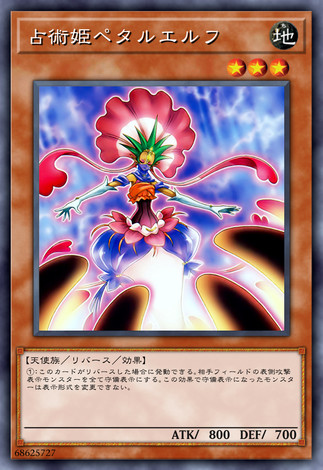 占術姫ペタルエルフ
地
【天使族／リバース／効果】
①：このカードがリバースした場合に発動できる。相手フィールドの表側攻撃
表示モンスターを全て守備表示にする。この効果で守備表示になったモンス
ターは表示形式を変更できない。
ATK/ 800 DEF/ 700
68625727